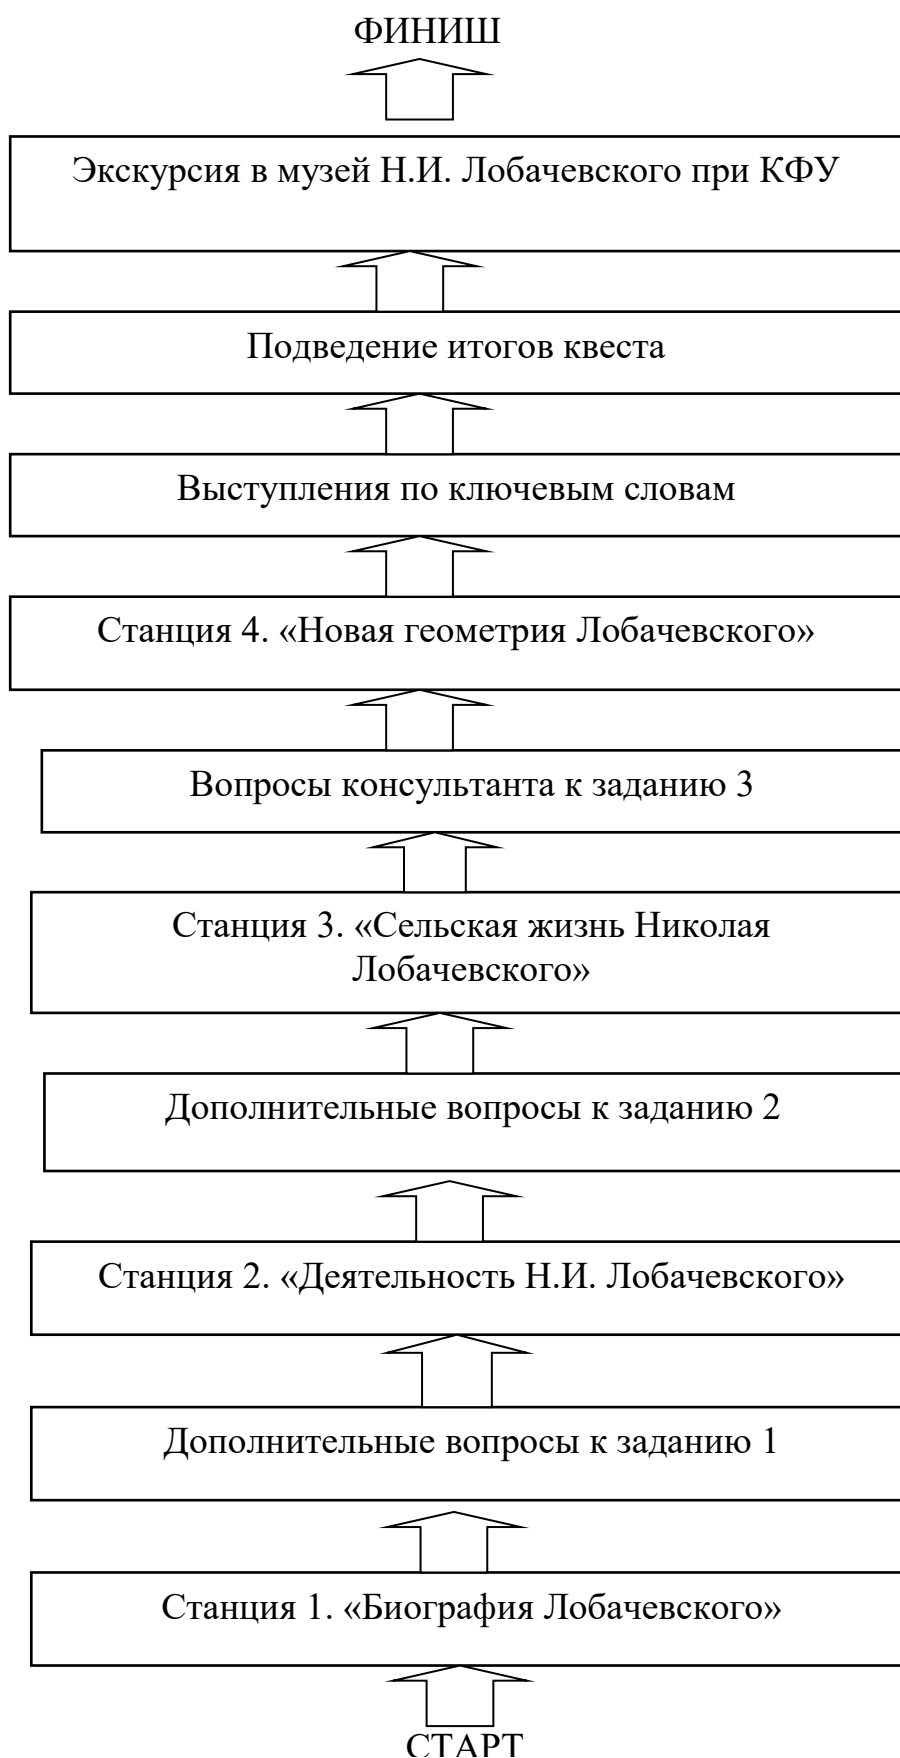 ФИНИШ
Экскурсия в музей Н.И. Лобачевского при КФУ
Подведение итогов квеста
Выступления по ключевым словам
Станция 4. «Новая геометрия Лобачевского»
Вопросы консультанта к заданию 3
Станция 3. «Сельская жизнь Николая
Лобачевского»
Дополнительные вопросы к заданию 2
Станция 2. «Деятельность Н.И. Лобачевского»
Дополнительные вопросы к заданию 1
Станция 1. «Биография Лобачевского»
СТАРТ